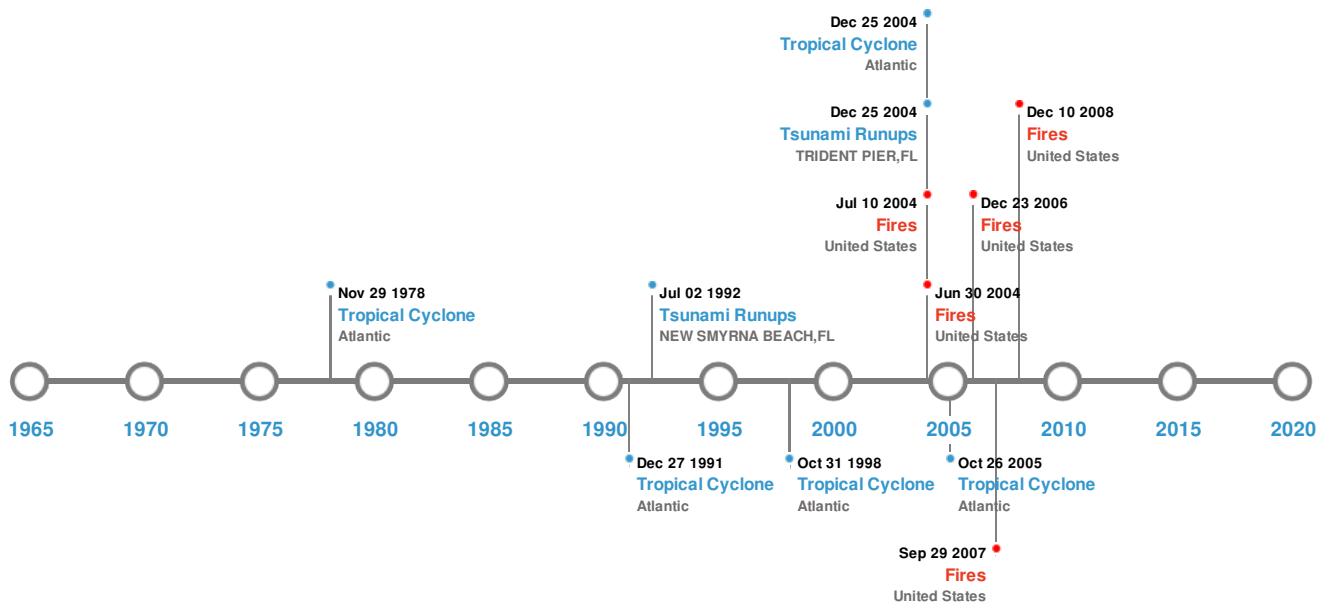 Dec 25 2004
Tropical Cyclone
Atlantic
Dec 25 2004
Tsunami Runups
TRIDENT PIER,FL
Dec 10 2008
Fires
United States
Jul 10 2004
Fires
United States
Dec 23 2006
Fires
United States
Nov 29 1978
Tropical Cyclone
Atlantic
Jul 02 1992
Tsunami Runups
NEW SMYRNA BEACH,FL
Jun 30 2004
Fires
United States
1965 1970 1975 1980 1985 1990 1995 2000 2005 2010 2015 2020
Dec 27 1991
Tropical Cyclone
Atlantic
Oct 31 1998
Tropical Cyclone
Atlantic
Oct 26 2005
Tropical Cyclone
Atlantic
Sep 29 2007
Fires
United States